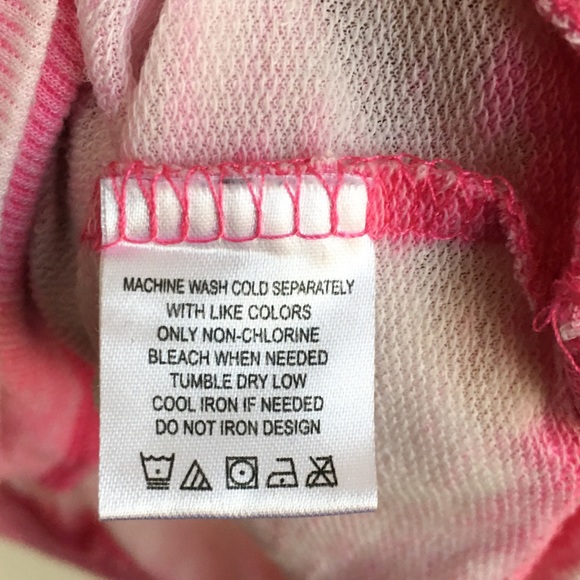 MACHINE WASH COLD SEPARATELY
WITH LIKE COLORS
ONLY NON-CHLORINE
BLEACH WHEN NEEDED
TUMBLE DRY LOW
COOL IRON IF NEEDED
DO NOT IRON DESIGN